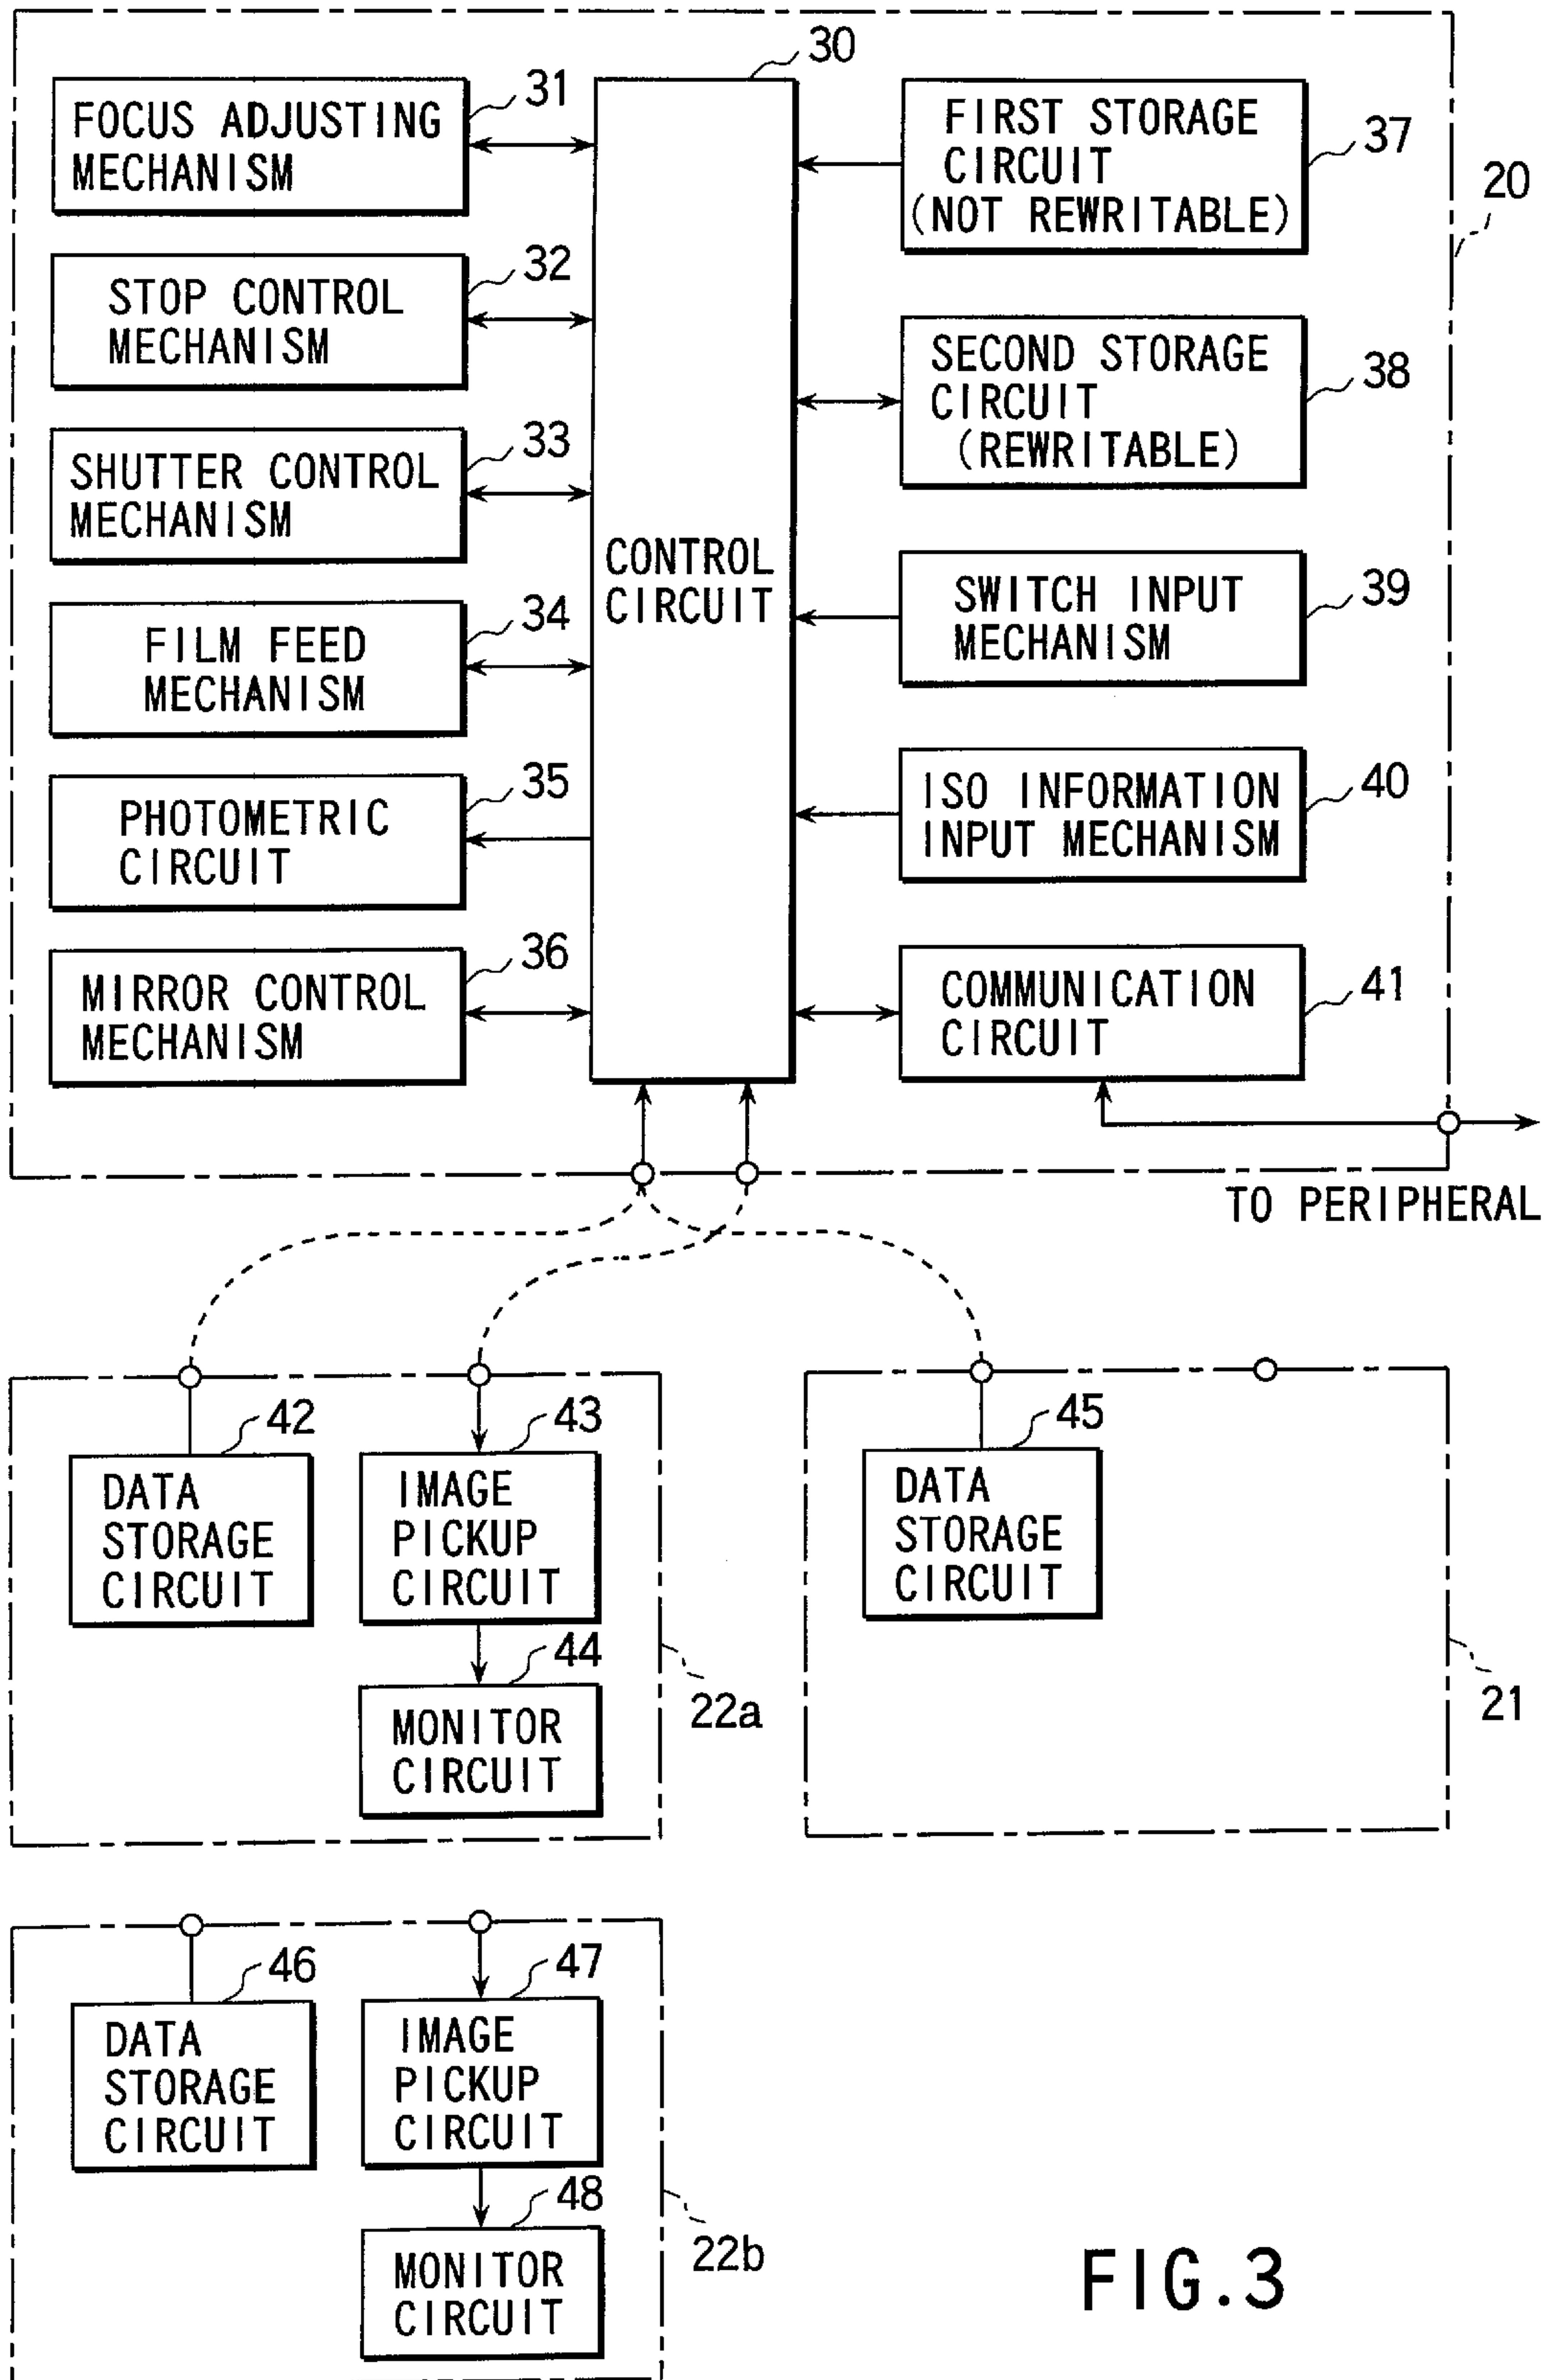 30
FOCUS ADJUSTING
MECHANISM
31
STOP CONTROL
MECHANISM
32
SHUTTER CONTROL
MECHANISM
33
FILM FEED
MECHANISM
34
PHOTOMETRIC
CIRCUIT
35
MIRROR CONTROL
MECHANISM
36
CONTROL
CIRCUIT
FIRST STORAGE
CIRCUIT
(NOT REWRITABLE)
37
20
SECOND STORAGE
CIRCUIT
(REWRITABLE)
38
SWITCH INPUT
MECHANISM
39
ISO INFORMATION
INPUT MECHANISM
40
COMMUNICATION
CIRCUIT
41
TO PERIPHERAL
42
DATA
STORAGE
CIRCUIT
43
IMAGE
PICKUP
CIRCUIT
44
MONITOR
CIRCUIT
22a
45
DATA
STORAGE
CIRCUIT
21
46
DATA
STORAGE
CIRCUIT
47
IMAGE
PICKUP
CIRCUIT
48
MONITOR
CIRCUIT
22b
FIG.3